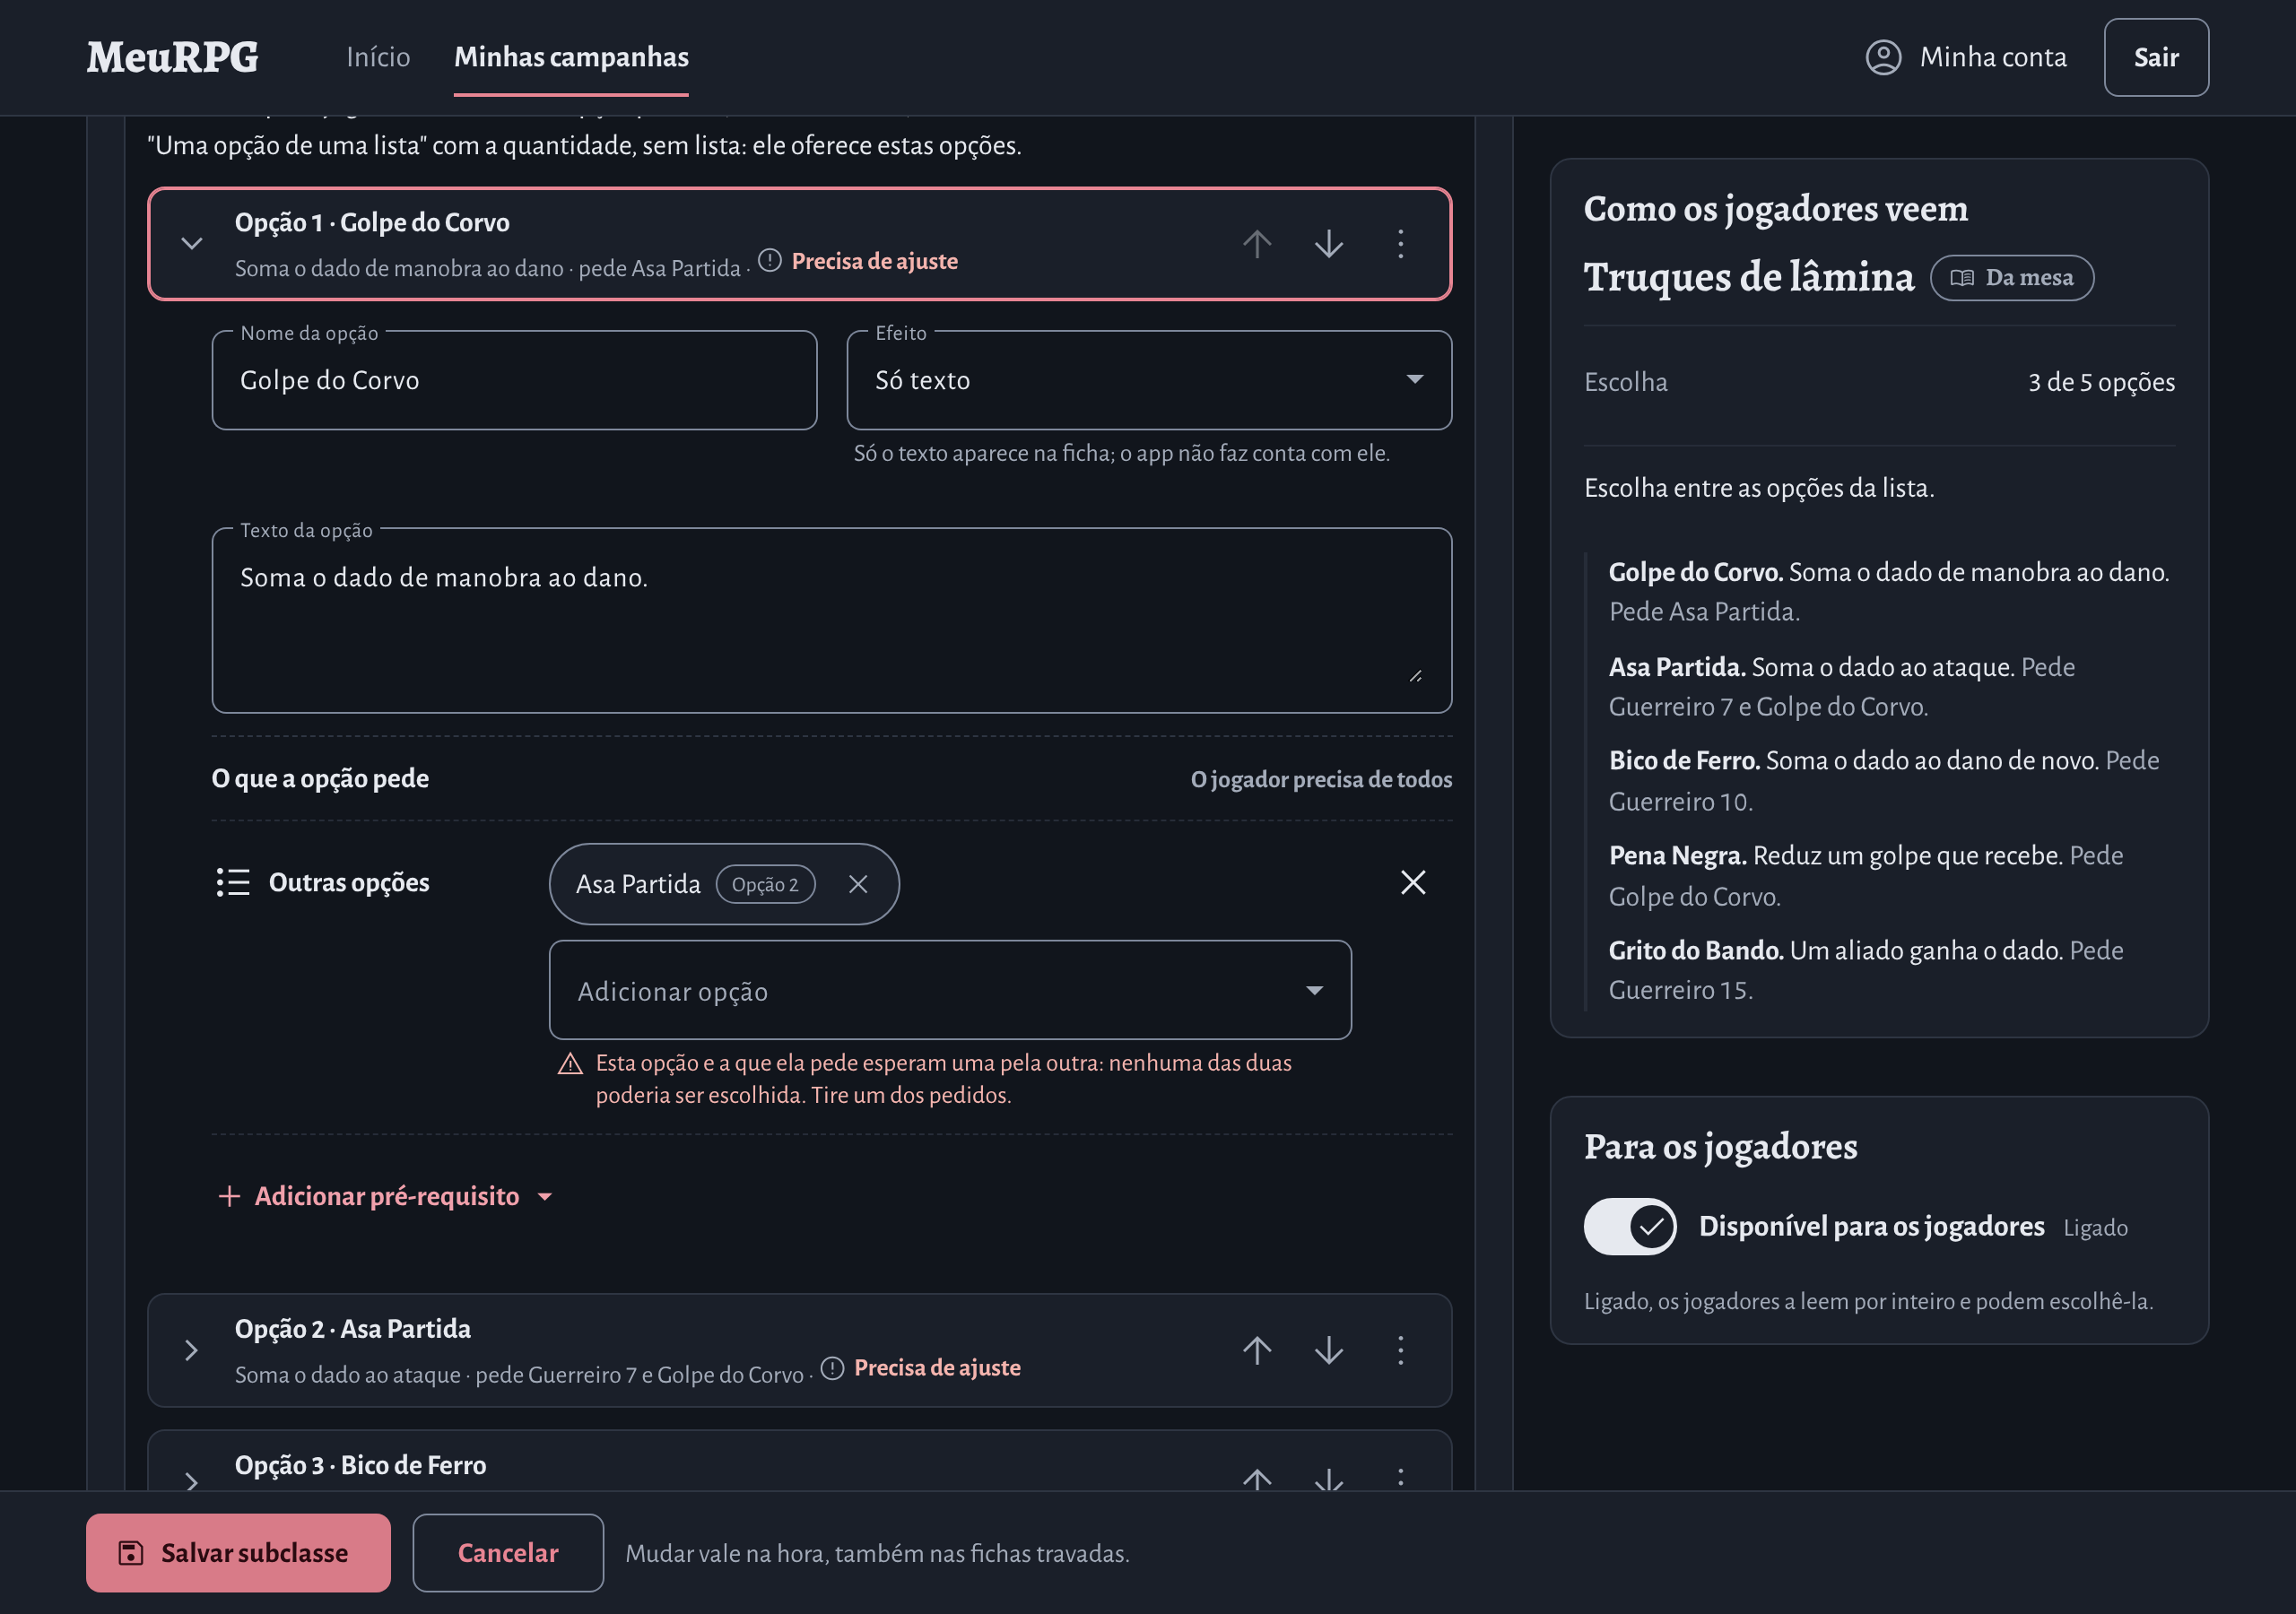 MeuRPG
Início
Minhas campanhas
Minha conta
Sair
"Uma opção de uma lista" com a quantidade, sem lista: ele oferece estas opções.
Opção 1 · Golpe do Corvo
Soma o dado de manobra ao dano · pede Asa Partida · Precisa de ajuste
Nome da opção
Golpe do Corvo
Efeito
Só texto
Só o texto aparece na ficha; o app não faz conta com ele.
Texto da opção
Soma o dado de manobra ao dano.
O que a opção pede
O jogador precisa de todos
Outras opções
Asa Partida
Opção 2
Adicionar opção
Esta opção e a que ela pede esperam uma pela outra: nenhuma das duas
poderia ser escolhida. Tire um dos pedidos.
Adicionar pré-requisito
Opção 2 · Asa Partida
Soma o dado ao ataque · pede Guerreiro 7 e Golpe do Corvo · Precisa de ajuste
Opção 3 · Bico de Ferro
Como os jogadores veem
Truques de lâmina
Da mesa
Escolha
3 de 5 opções
Escolha entre as opções da lista.
Golpe do Corvo. Soma o dado de manobra ao dano.
Pede Asa Partida.
Asa Partida. Soma o dado ao ataque. Pede
Guerreiro 7 e Golpe do Corvo.
Bico de Ferro. Soma o dado ao dano de novo. Pede
Guerreiro 10.
Pena Negra. Reduz um golpe que recebe. Pede
Golpe do Corvo.
Grito do Bando. Um aliado ganha o dado. Pede
Guerreiro 15.
Para os jogadores
Disponível para os jogadores
Ligado
Ligado, os jogadores a leem por inteiro e podem escolhê-la.
Salvar subclasse
Cancelar
Mudar vale na hora, também nas fichas travadas.